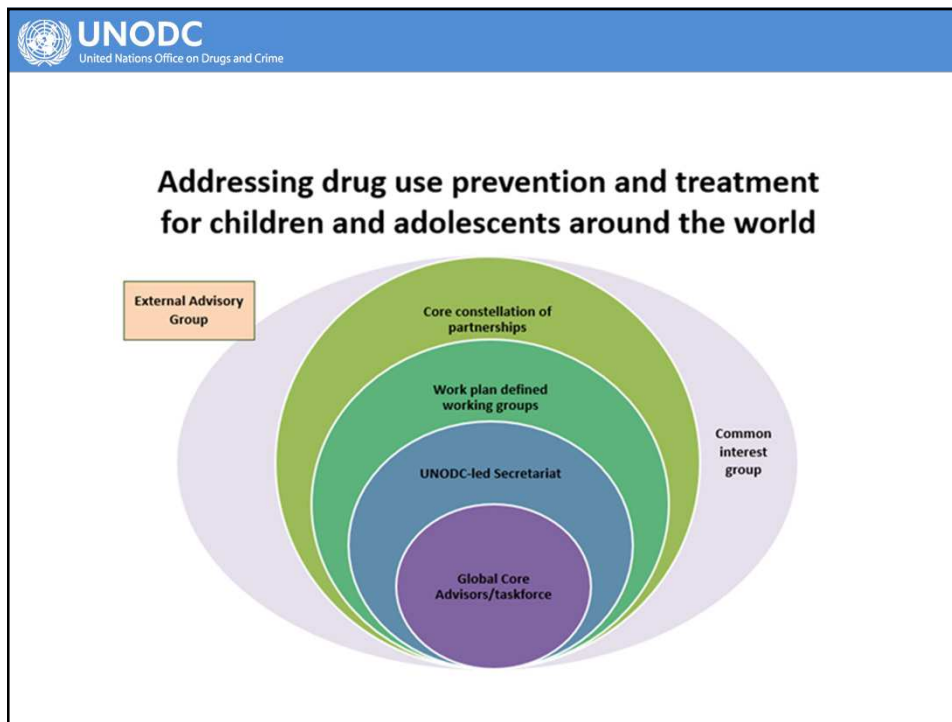 UNODC
United Nations Office on Drugs and Crime
Addressing drug use prevention and treatment
for children and adolescents around the world
External Advisory
Group
Core constellation of
partnerships
Work plan defined
working groups
UNODC-led Secretariat
Global Core
Advisors/taskforce
Common
interest
group